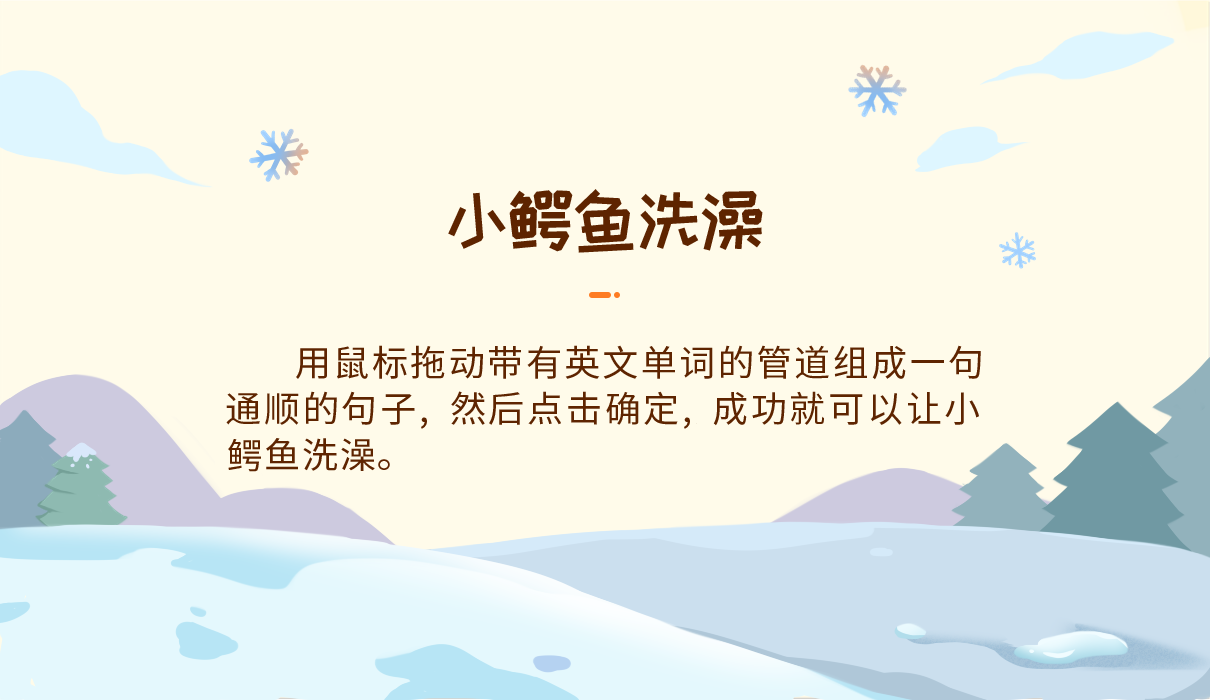 小鳄鱼洗澡
用鼠标拖动带有英文单词的管道组成一句
通顺的句子，然后点击确定，成功就可以让小
鳄鱼洗澡。